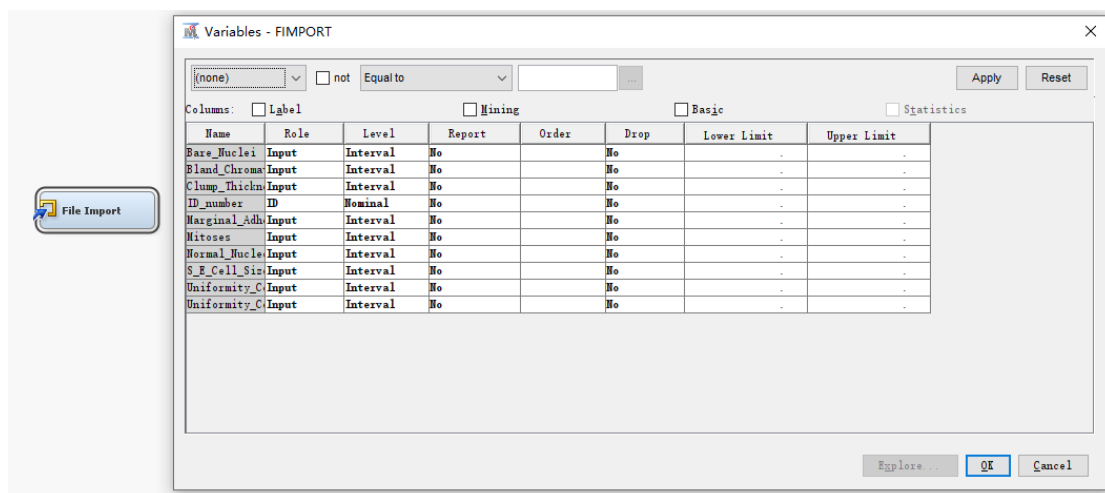 Variables - FIMPORT
(none) not Equal to ... Apply Reset
Columns: Label Mining Basic Statistics
Name Role Level Report Order Drop Lower Limit Upper Limit
Bare_Nuclei Input Interval No No . .
Bland_Chroma Input Interval No No . .
Clump_Thickn Input Interval No No . .
ID_number ID Nominal No No . .
Marginal_Adh Input Interval No No . .
Mitoses Input Interval No No . .
Normal_Nucle Input Interval No No . .
S_E_Cell_Siz Input Interval No No . .
Uniformity_C Input Interval No No . .
Uniformity_C Input Interval No No . .
File Import
Explore... OK Cancel